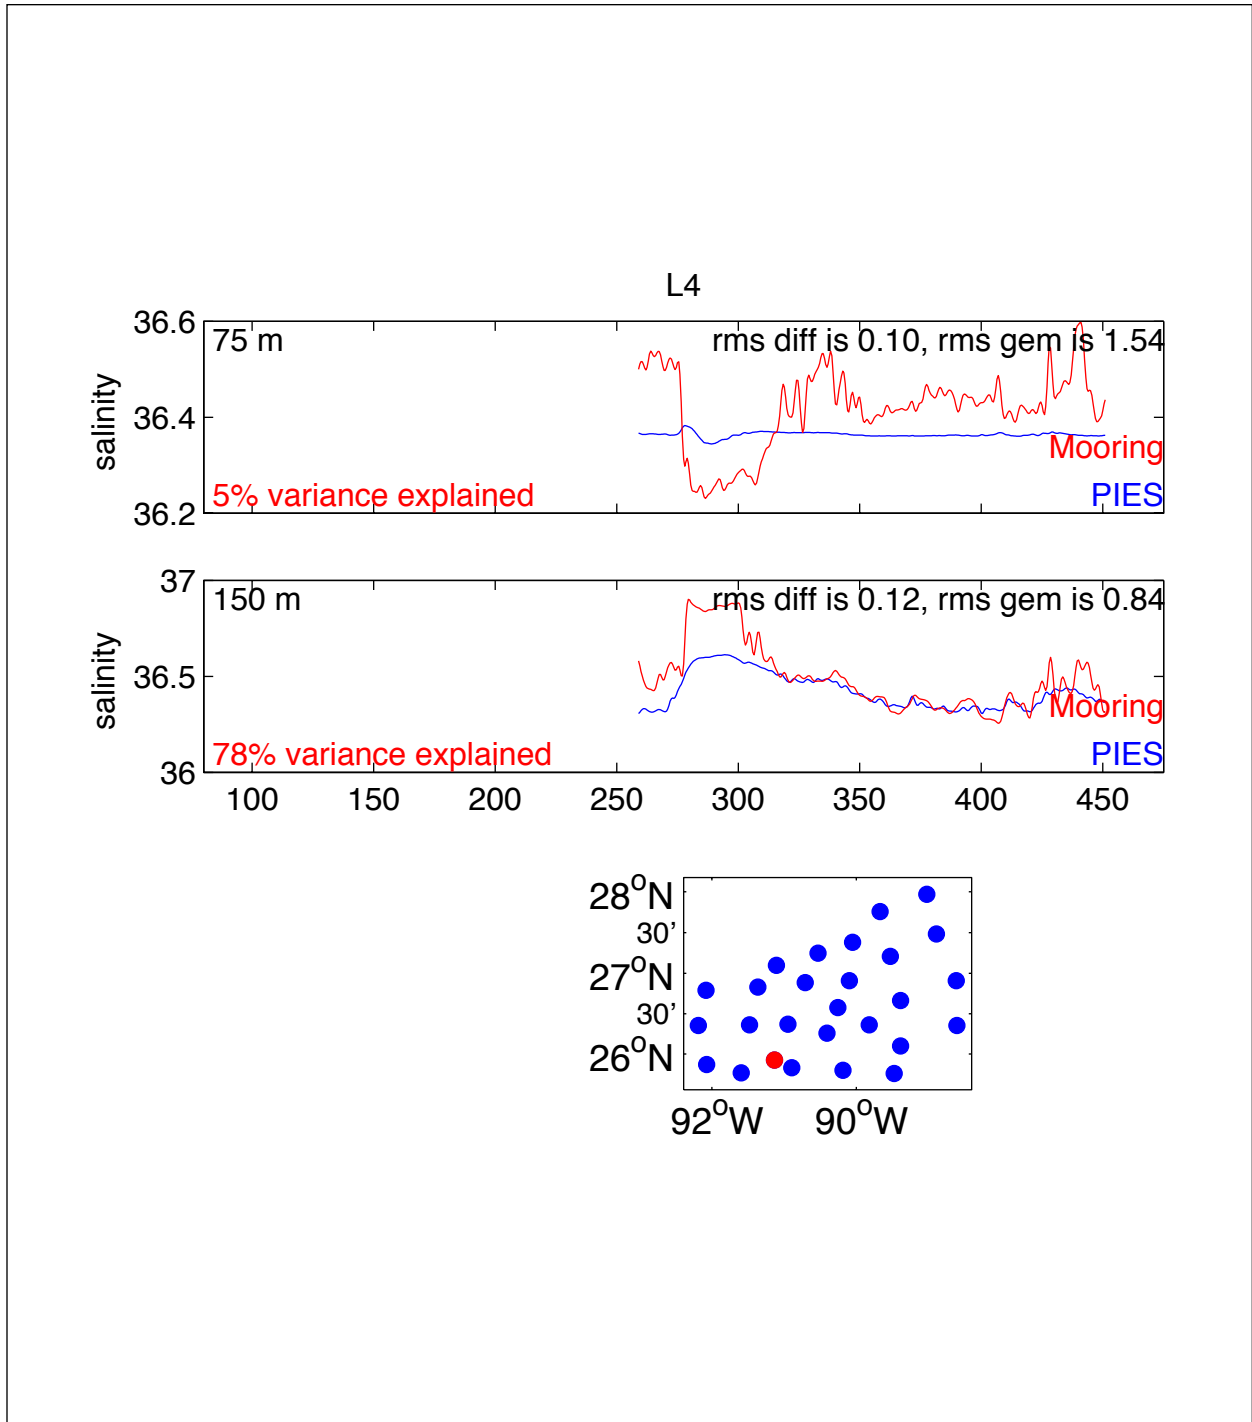 L4
36.6
75 m
rms diff is 0.10, rms gem is 1.54
salinity
36.4
Mooring
5% variance explained
PIES
36.2
37
150 m
rms diff is 0.12, rms gem is 0.84
salinity
36.5
Mooring
78% variance explained
PIES
36
100 150 200 250 300 350 400 450
28°N
30'
27°N
30'
26°N
92°W 90°W